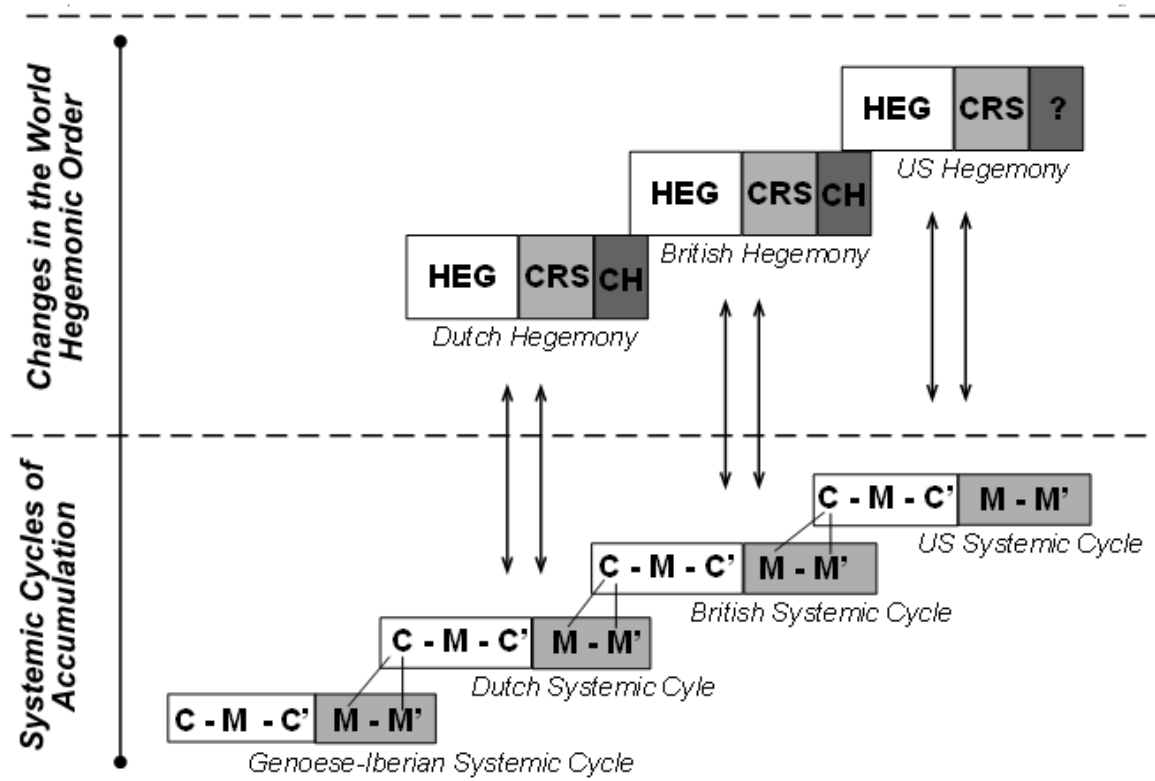 Changes in the World
Hegemonic Order
HEG CRS ?
US Hegemony
HEG CRS CH
British Hegemony
HEG CRS CH
Dutch Hegemony
Systemic Cycles of
Accumulation
C - M - C’ M - M’
US Systemic Cycle
C - M - C’ M - M’
British Systemic Cycle
C - M - C’ M - M’
Dutch Systemic Cyle
C - M - C’ M - M’
Genoese-Iberian Systemic Cycle